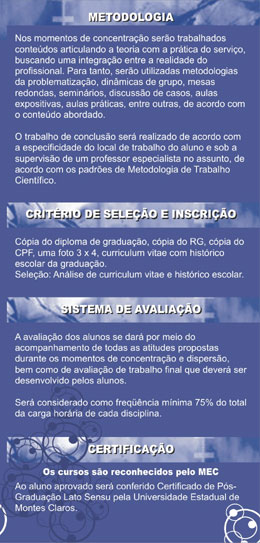 METODOLOGIA
Nos momentos de concentração serão trabalhados
conteúdos articulando a teoria com a prática do serviço,
buscando uma integração entre a realidade do
profissional. Para tanto, serão utilizadas metodologias
da problematização, dinâmicas de grupo, mesas
redondas, seminários, discussão de casos, aulas
expositivas, aulas práticas, entre outras, de acordo com
o conteúdo abordado.
O trabalho de conclusão será realizado de acordo com
a especificidade do local de trabalho do aluno e sob a
supervisão de um professor especialista no assunto, de
acordo com os padrões de Metodologia de Trabalho
Científico.
CRITÉRIO DE SELEÇÃO E INSCRIÇÃO
Cópia do diploma de graduação, cópia do RG, cópia do
CPF, uma foto 3 x 4, curriculum vitae com histórico
escolar da graduação.
Seleção: Análise de curriculum vitae e histórico escolar.
SISTEMA DE AVALIAÇÃO
A avaliação dos alunos se dará por meio do
acompanhamento de todas as atitudes propostas
durante os momentos de concentração e dispersão,
bem como de avaliação de trabalho final que deverá ser
desenvolvido pelos alunos.
Será considerado como freqüência mínima 75% do total
da carga horária de cada disciplina.
CERTIFICAÇÃO
Os cursos são reconhecidos pelo MEC
Ao aluno aprovado será conferido Certificado de Pós-
Graduação Lato Sensu pela Universidade Estadual de
Montes Claros.